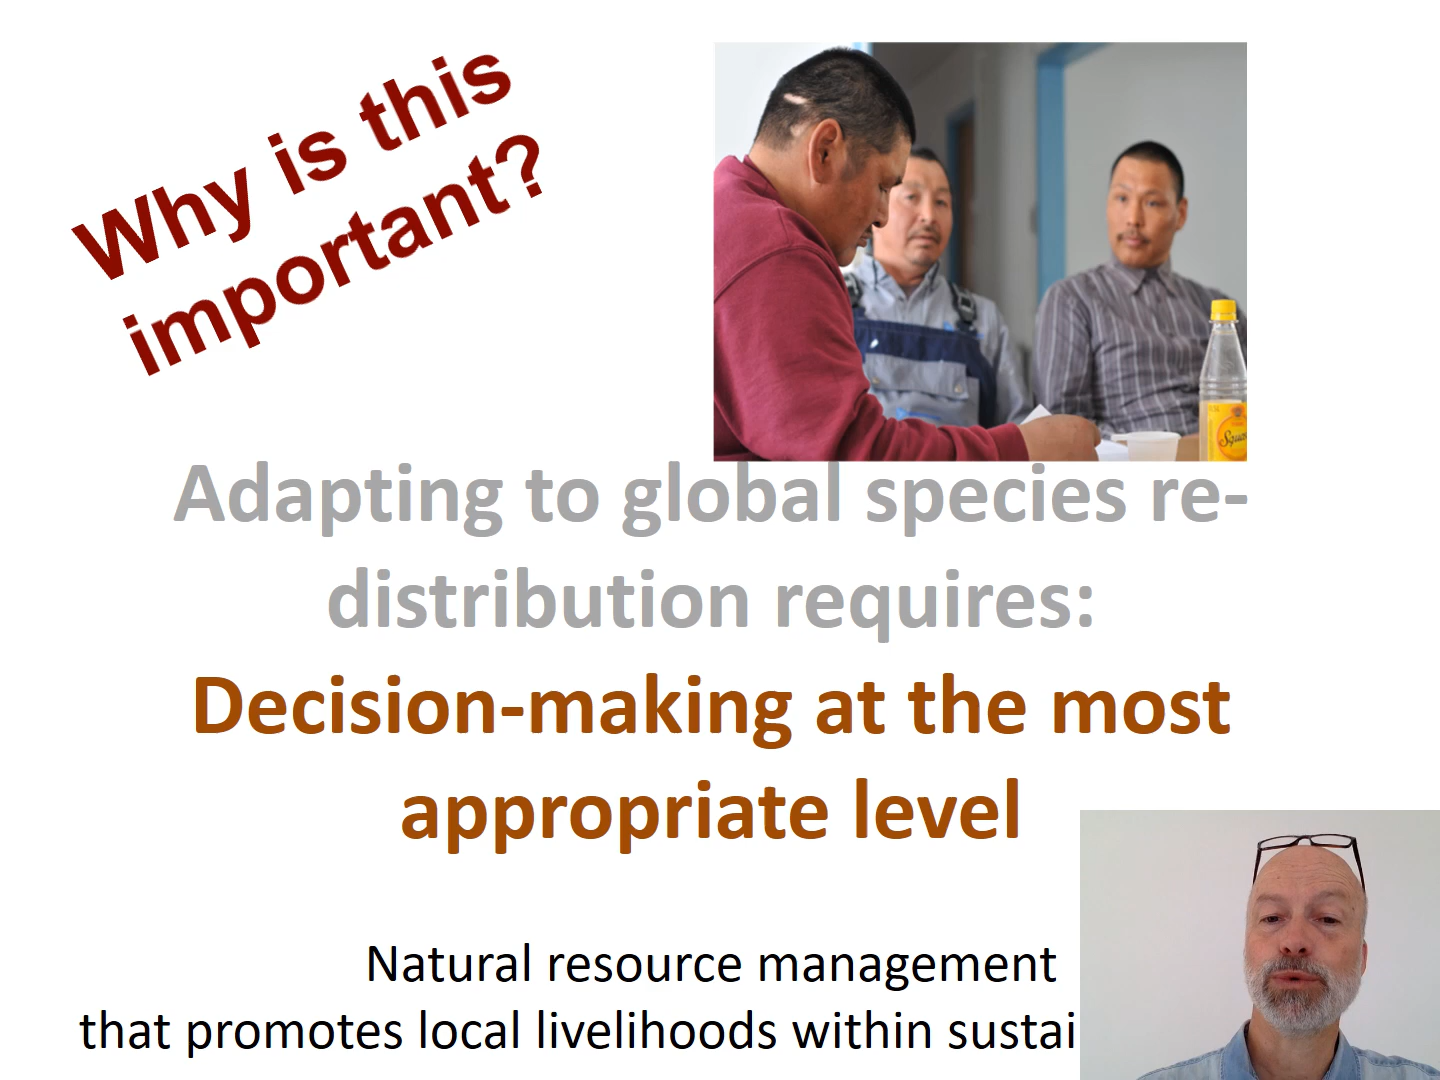 Why is this
important?
Adapting to global species re-
distribution requires:
Decision-making at the most
appropriate level
Natural resource management
that promotes local livelihoods within